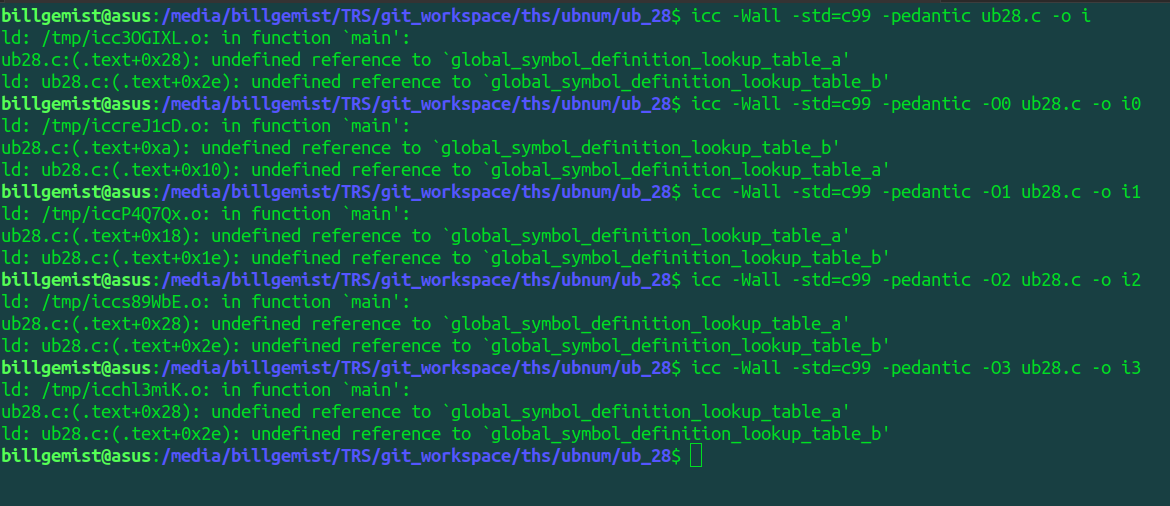 billgemist@asus:/media/billgemist/TRS/git_workspace/ths/ubnum/ub_28$ icc -Wall -std=c99 -pedantic ub28.c -o i
ld: /tmp/icc3OGIXL.o: in function `main':
ub28.c:(.text+0x28): undefined reference to `global_symbol_definition_lookup_table_a'
ld: ub28.c:(.text+0x2e): undefined reference to `global_symbol_definition_lookup_table_b'
billgemist@asus:/media/billgemist/TRS/git_workspace/ths/ubnum/ub_28$ icc -Wall -std=c99 -pedantic -O0 ub28.c -o i0
ld: /tmp/iccreJ1cD.o: in function `main':
ub28.c:(.text+0xa): undefined reference to `global_symbol_definition_lookup_table_b'
ld: ub28.c:(.text+0x10): undefined reference to `global_symbol_definition_lookup_table_a'
billgemist@asus:/media/billgemist/TRS/git_workspace/ths/ubnum/ub_28$ icc -Wall -std=c99 -pedantic -O1 ub28.c -o i1
ld: /tmp/iccP4Q7Qx.o: in function `main':
ub28.c:(.text+0x18): undefined reference to `global_symbol_definition_lookup_table_a'
ld: ub28.c:(.text+0x1e): undefined reference to `global_symbol_definition_lookup_table_b'
billgemist@asus:/media/billgemist/TRS/git_workspace/ths/ubnum/ub_28$ icc -Wall -std=c99 -pedantic -O2 ub28.c -o i2
ld: /tmp/iccs89WbE.o: in function `main':
ub28.c:(.text+0x28): undefined reference to `global_symbol_definition_lookup_table_a'
ld: ub28.c:(.text+0x2e): undefined reference to `global_symbol_definition_lookup_table_b'
billgemist@asus:/media/billgemist/TRS/git_workspace/ths/ubnum/ub_28$ icc -Wall -std=c99 -pedantic -O3 ub28.c -o i3
ld: /tmp/icchl3miK.o: in function `main':
ub28.c:(.text+0x28): undefined reference to `global_symbol_definition_lookup_table_a'
ld: ub28.c:(.text+0x2e): undefined reference to `global_symbol_definition_lookup_table_b'
billgemist@asus:/media/billgemist/TRS/git_workspace/ths/ubnum/ub_28$